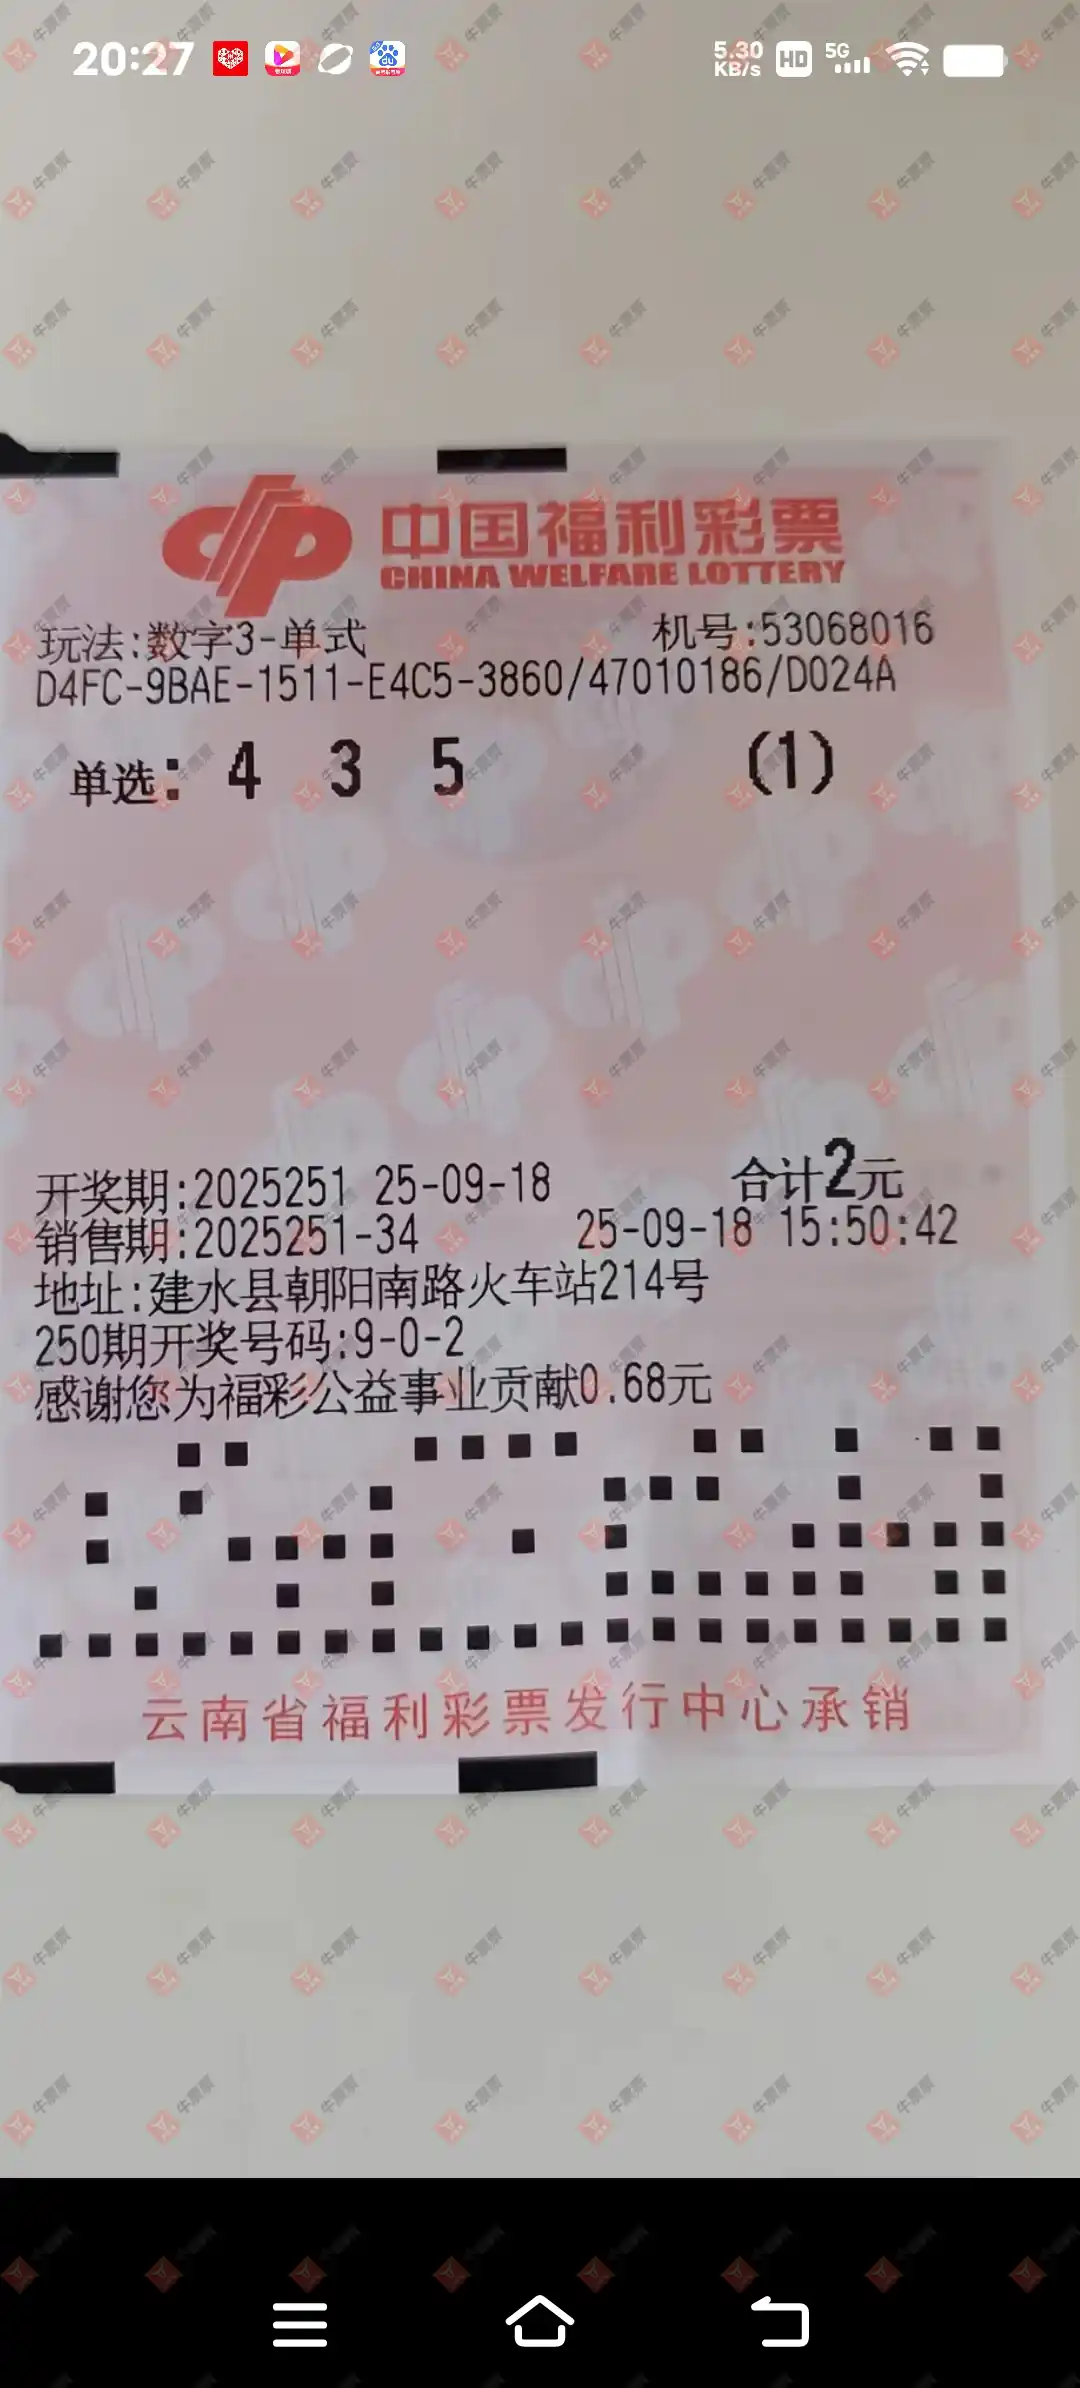 20:27
5.30 KB/s HD 5G
中国福利彩票
CHINA WELFARE LOTTERY
玩法:数字3-单式 机号:53068016
D4FC-9BAE-1511-E4C5-3860/47010186/D024A
单选: 4 3 5 (1)
开奖期:2025251 25-09-18 合计2元
销售期:2025251-34 25-09-18 15:50:42
地址:建水县朝阳南路火车站214号
250期开奖号码:9-0-2
感谢您为福彩公益事业贡献0.68元
云南省福利彩票发行中心承销
牛票票